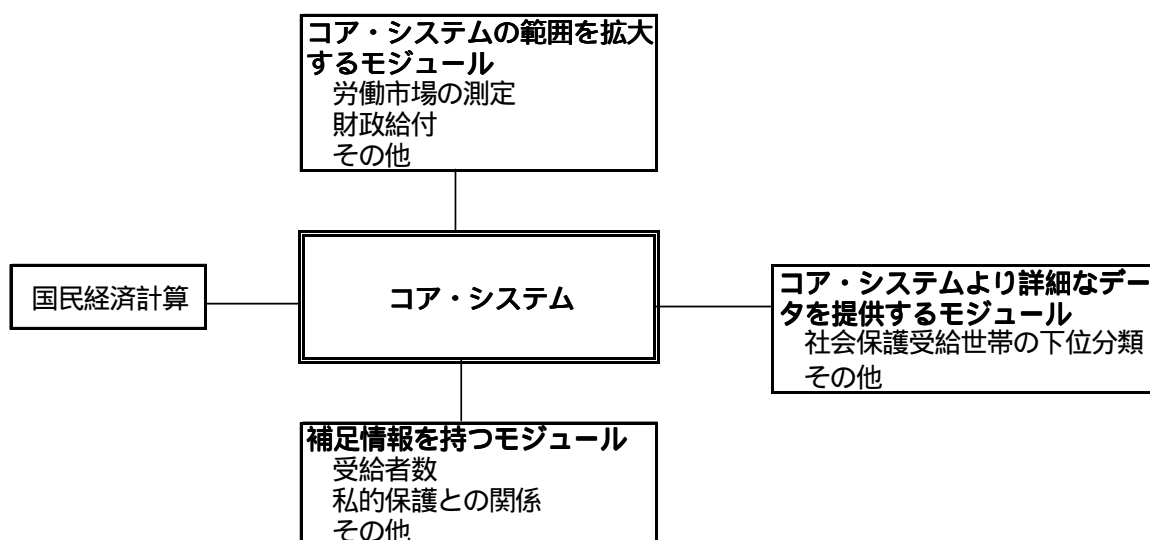 コア・システムの範囲を拡大
するモジュール
労働市場の測定
財政給付
その他
国民経済計算
コア・システム
コア・システムより詳細なデー
タを提供するモジュール
社会保護受給世帯の下位分類
その他
補足情報を持つモジュール
受給者数
私的保護との関係
その他